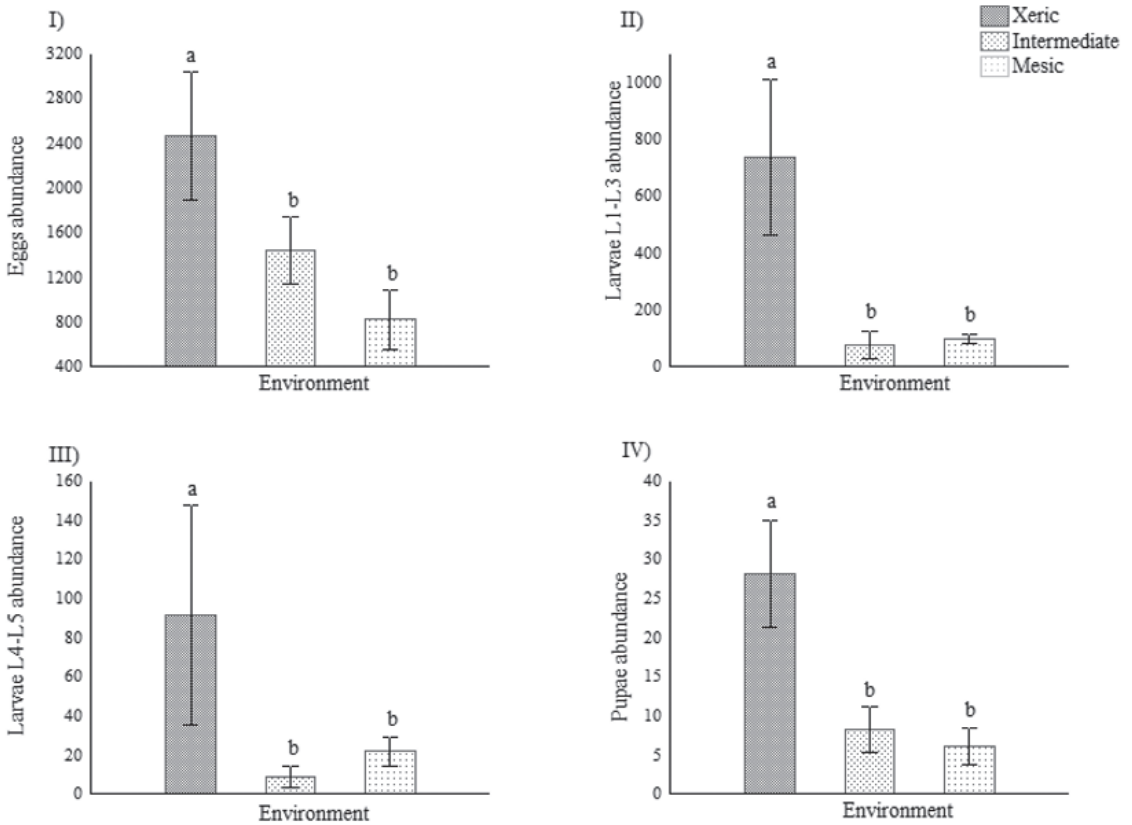 I)
Eggs abundance
3200
2800
2400
2000
1600
1200
800
400
a
b
b
Environment
II)
Xeric
Intermediate
Mesic
Larvae L1-L3 abundance
1000
800
600
400
200
0
a
b
b
Environment
III)
Larvae L4-L5 abundance
160
140
120
100
80
60
40
20
0
a
b
b
Environment
IV)
Pupae abundance
40
35
30
25
20
15
10
5
0
a
b
b
Environment